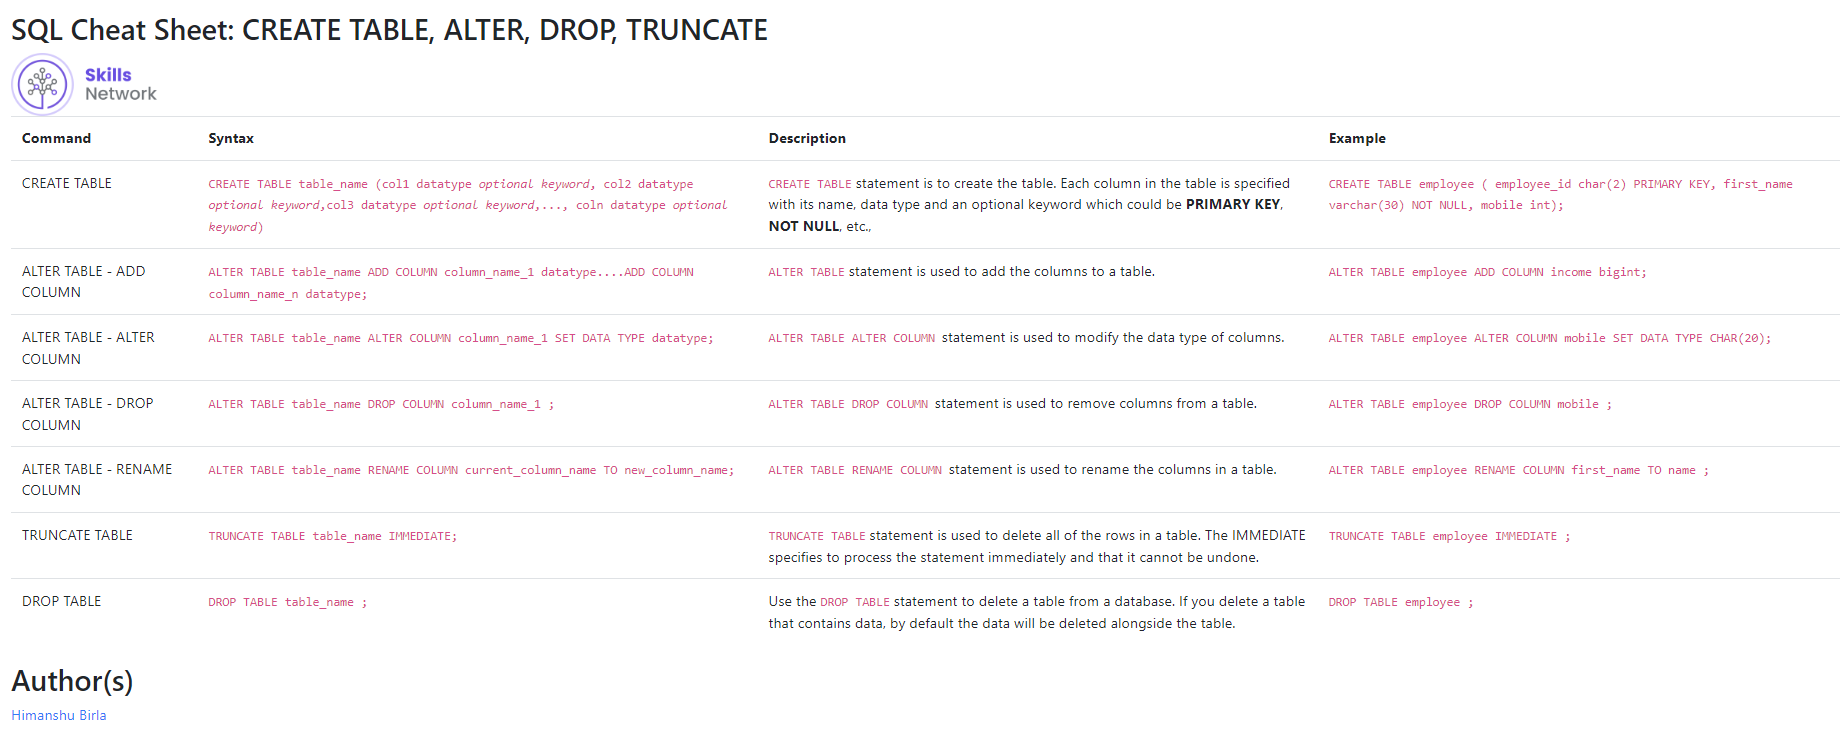 SQL Cheat Sheet: CREATE TABLE, ALTER, DROP, TRUNCATE
Skills
Network
Command Syntax Description Example
CREATE TABLE
CREATE TABLE table_name (col1 datatype optional keyword, col2 datatype
optional keyword,col3 datatype optional keyword,..., coln datatype optional
keyword)
CREATE TABLE statement is to create the table. Each column in the table is specified
with its name, data type and an optional keyword which could be PRIMARY KEY,
NOT NULL, etc.,
CREATE TABLE employee ( employee_id char(2) PRIMARY KEY, first_name
varchar(30) NOT NULL, mobile int);
ALTER TABLE - ADD
COLUMN
ALTER TABLE table_name ADD COLUMN column_name_1 datatype....ADD COLUMN
column_name_n datatype;
ALTER TABLE statement is used to add the columns to a table.
ALTER TABLE employee ADD COLUMN income bigint;
ALTER TABLE - ALTER
COLUMN
ALTER TABLE table_name ALTER COLUMN column_name_1 SET DATA TYPE datatype;
ALTER TABLE ALTER COLUMN statement is used to modify the data type of columns.
ALTER TABLE employee ALTER COLUMN mobile SET DATA TYPE CHAR(20);
ALTER TABLE - DROP
COLUMN
ALTER TABLE table_name DROP COLUMN column_name_1 ;
ALTER TABLE DROP COLUMN statement is used to remove columns from a table.
ALTER TABLE employee DROP COLUMN mobile ;
ALTER TABLE - RENAME
COLUMN
ALTER TABLE table_name RENAME COLUMN current_column_name TO new_column_name;
ALTER TABLE RENAME COLUMN statement is used to rename the columns in a table.
ALTER TABLE employee RENAME COLUMN first_name TO name ;
TRUNCATE TABLE
TRUNCATE TABLE table_name IMMEDIATE;
TRUNCATE TABLE statement is used to delete all of the rows in a table. The IMMEDIATE
specifies to process the statement immediately and that it cannot be undone.
TRUNCATE TABLE employee IMMEDIATE ;
DROP TABLE
DROP TABLE table_name ;
Use the DROP TABLE statement to delete a table from a database. If you delete a table
that contains data, by default the data will be deleted alongside the table.
DROP TABLE employee ;
Author(s)
Himanshu Birla